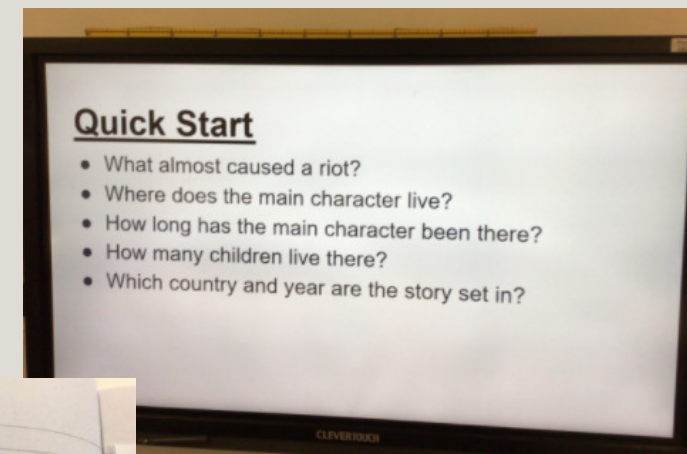 Quick Start
• What almost caused a riot?
• Where does the main character live?
• How long has the main character been there?
• How many children live there?
• Which country and year are the story set in?
CLEVERTOUCH